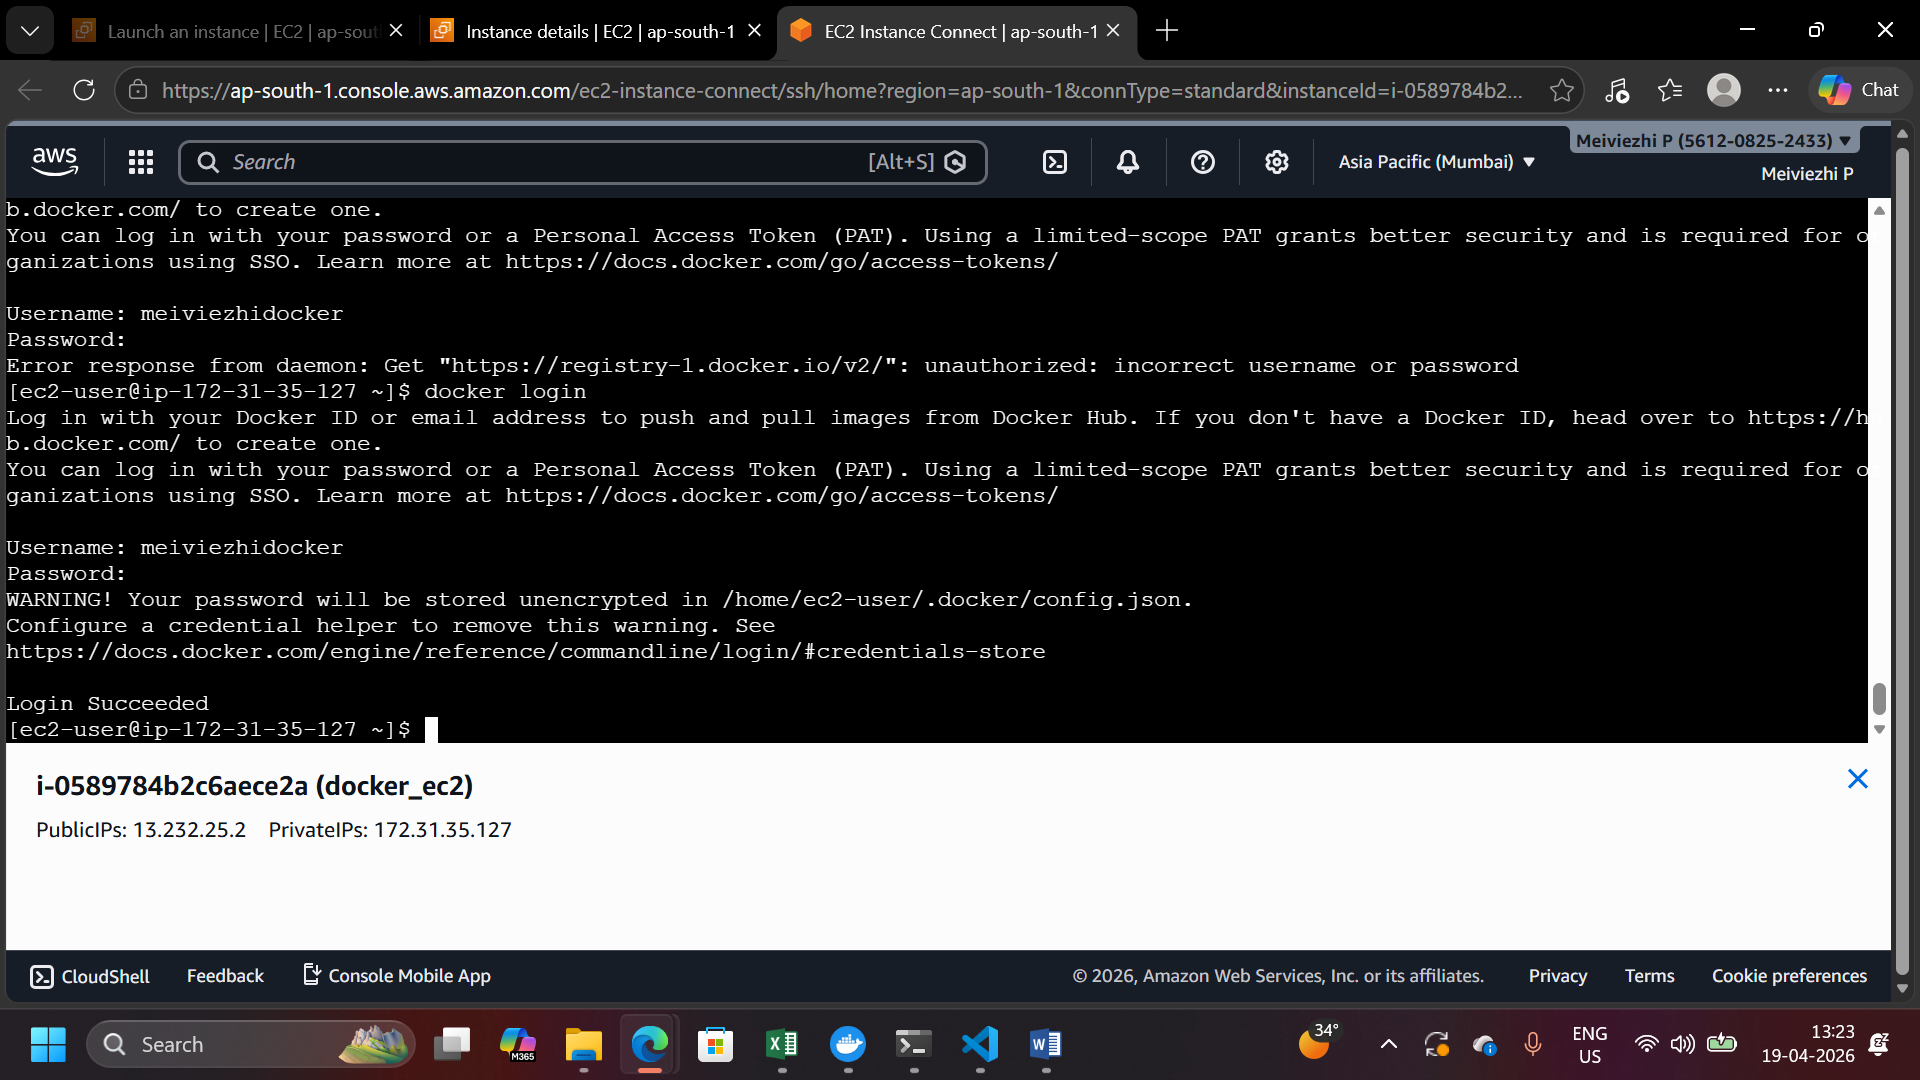 Launch an instance | EC2 | ap-sout
Instance details | EC2 | ap-south-1
EC2 Instance Connect | ap-south-1
https://ap-south-1.console.aws.amazon.com/ec2-instance-connect/ssh/home?region=ap-south-1&connType=standard&instanceId=i-0589784b2...
Chat
aws
Search
[Alt+S]
Asia Pacific (Mumbai)
Meiviezhi P (5612-0825-2433)
Meiviezhi P
b.docker.com/ to create one.
You can log in with your password or a Personal Access Token (PAT). Using a limited-scope PAT grants better security and is required for o
ganizations using SSO. Learn more at https://docs.docker.com/go/access-tokens/
Username: meiviezhidocker
Password:
Error response from daemon: Get "https://registry-1.docker.io/v2/": unauthorized: incorrect username or password
[ec2-user@ip-172-31-35-127 ~]$ docker login
Log in with your Docker ID or email address to push and pull images from Docker Hub. If you don't have a Docker ID, head over to https://h
b.docker.com/ to create one.
You can log in with your password or a Personal Access Token (PAT). Using a limited-scope PAT grants better security and is required for o
ganizations using SSO. Learn more at https://docs.docker.com/go/access-tokens/
Username: meiviezhidocker
Password:
WARNING! Your password will be stored unencrypted in /home/ec2-user/.docker/config.json.
Configure a credential helper to remove this warning. See
https://docs.docker.com/engine/reference/commandline/login/#credentials-store
Login Succeeded
[ec2-user@ip-172-31-35-127 ~]$
i-0589784b2c6aece2a (docker_ec2)
PublicIPs: 13.232.25.2 PrivateIPs: 172.31.35.127
CloudShell
Feedback
Console Mobile App
© 2026, Amazon Web Services, Inc. or its affiliates.
Privacy
Terms
Cookie preferences
Search
M365
34°
ENG
US
13:23
19-04-2026